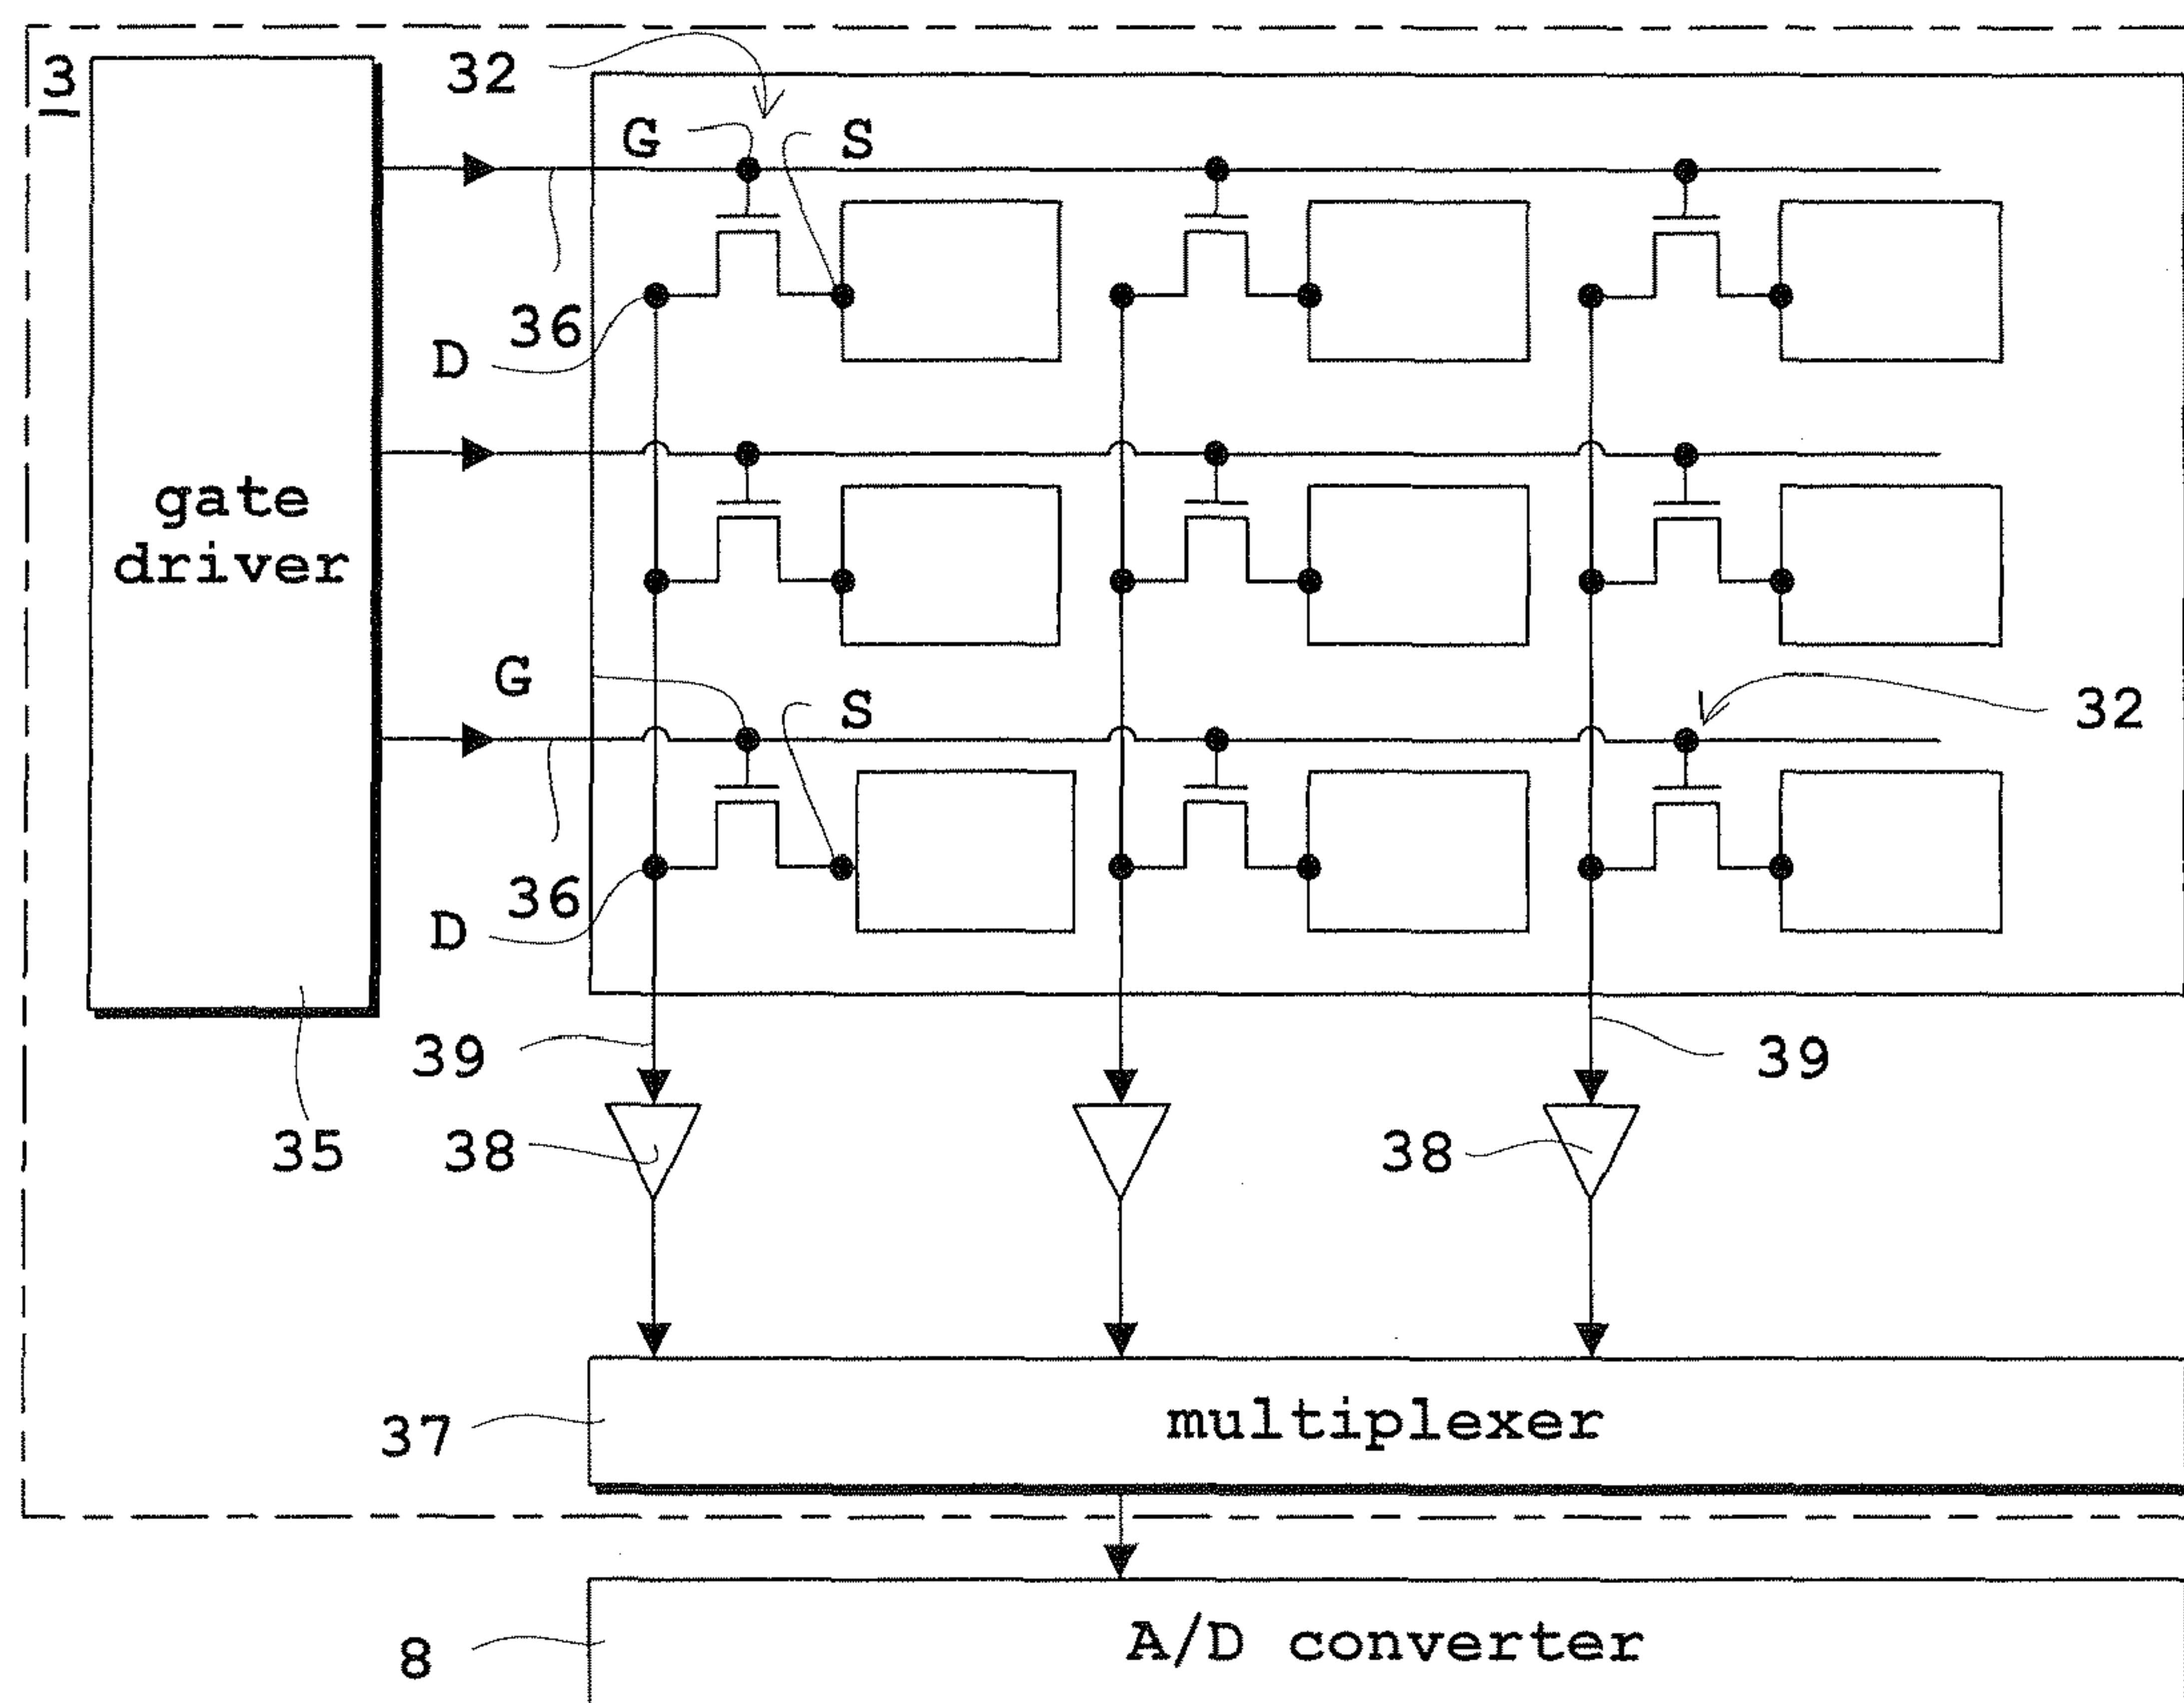 3
32
G
S
36
D
gate
driver
G
S
32
36
D
39
39
35
38
38
37
multiplexer
8
A/D converter